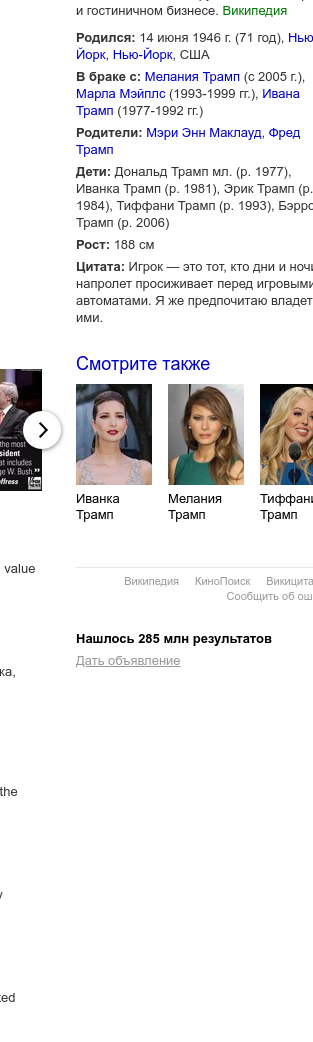 и гостиничном бизнесе. Википедия
Родился: 14 июня 1946 г. (71 год), Нью-
Йорк, Нью-Йорк, США
В браке с: Мелания Трамп (с 2005 г.),
Марла Мэйплс (1993-1999 гг.), Ивана
Трамп (1977-1992 гг.)
Родители: Мэри Энн Маклауд, Фред
Трамп
Дети: Дональд Трамп мл. (р. 1977),
Иванка Трамп (р. 1981), Эрик Трамп (р.
1984), Тиффани Трамп (р. 1993), Бэрро
Трамп (р. 2006)
Рост: 188 см
Цитата: Игрок — это тот, кто дни и ночи
напролет просиживает перед игровыми
автоматами. Я же предпочитаю владет
ими.
Смотрите также
the most
sident
at includes
ge W. Bush."
effress
Иванка
Трамп
Мелания
Трамп
Тиффани
Трамп
value
Википедия КиноПоиск Викицита
Сообщить об ош
Нашлось 285 млн результатов
Дать объявление
ка,
the
y
ted